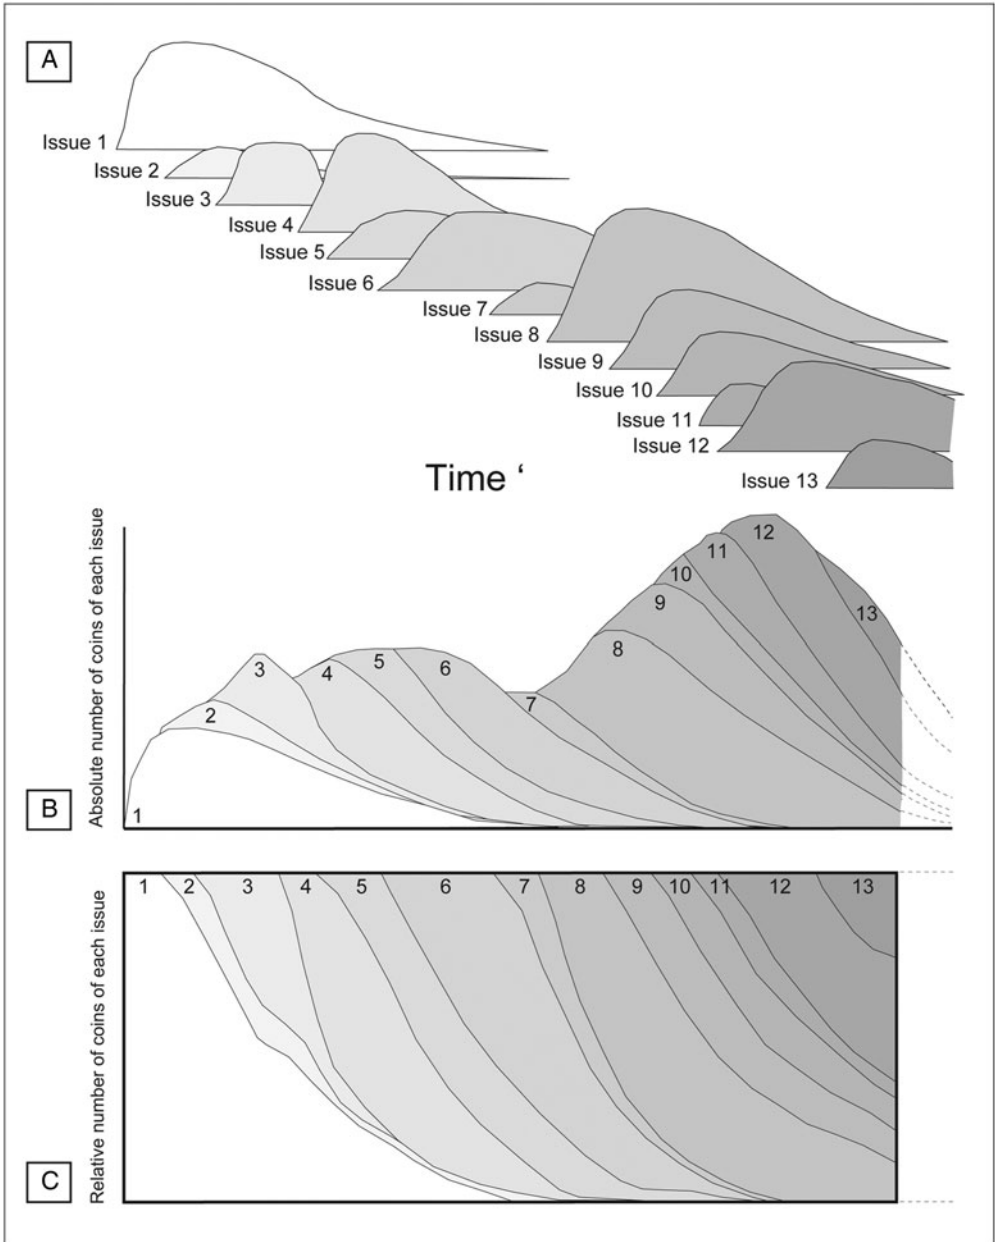 A
Issue 1
Issue 2
Issue 3
Issue 4
Issue 5
Issue 6
Issue 7
Issue 8
Issue 9
Issue 10
Issue 11
Issue 12
Issue 13
Time ‘
Absolute number of coins of each issue
1
2
3
4
5
6
7
8
9
10
11
12
13
B
Relative number of coins of each issue
1 2 3 4 5 6 7 8 9 10 11 12 13
C